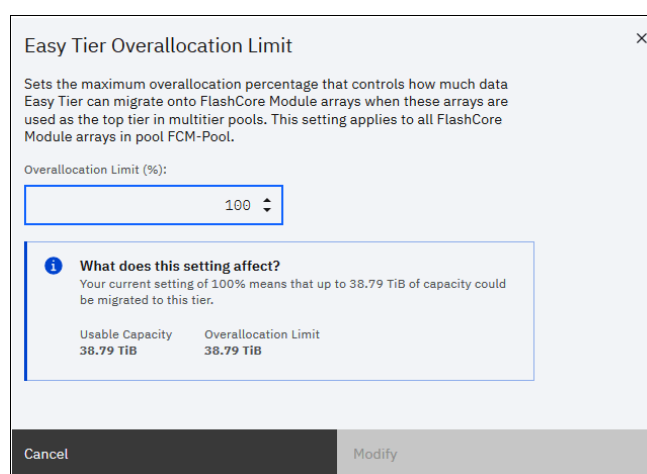 Easy Tier Overallocation Limit
Sets the maximum overallocation percentage that controls how much data
Easy Tier can migrate onto FlashCore Module arrays when these arrays are
used as the top tier in multitier pools. This setting applies to all FlashCore
Module arrays in pool FCM-Pool.
Overallocation Limit (%):
100
What does this setting affect?
Your current setting of 100% means that up to 38.79 TiB of capacity could
be migrated to this tier.
Usable Capacity Overallocation Limit
38.79 TiB 38.79 TiB
Cancel Modify